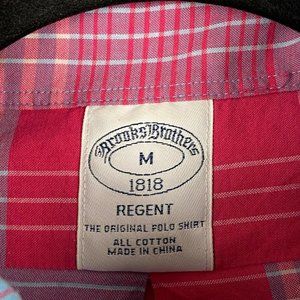 Brooks Brothers
M
1818
REGENT
THE ORIGINAL POLO SHIRT
ALL COTTON
MADE IN CHINA